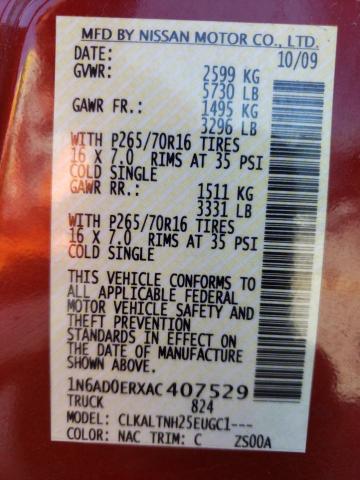 MFD BY NISSAN MOTOR CO., LTD.
DATE: 10/09
GVWR: 2599 KG
5730 LB
GAWR FR.: 1495 KG
3296 LB
WITH P265/70R16 TIRES
16 X 7.0 RIMS AT 35 PSI
COLD SINGLE
GAWR RR.: 1511 KG
3331 LB
WITH P265/70R16 TIRES
16 X 7.0 RIMS AT 35 PSI
COLD SINGLE
THIS VEHICLE CONFORMS TO
ALL APPLICABLE FEDERAL
MOTOR VEHICLE SAFETY AND
THEFT PREVENTION
STANDARDS IN EFFECT ON
THE DATE OF MANUFACTURE
SHOWN ABOVE.
1N6AD0ERXAC407529
TRUCK 824
MODEL: CLKALTNH25EUGC1---
COLOR: NAC TRIM: C ZS00A